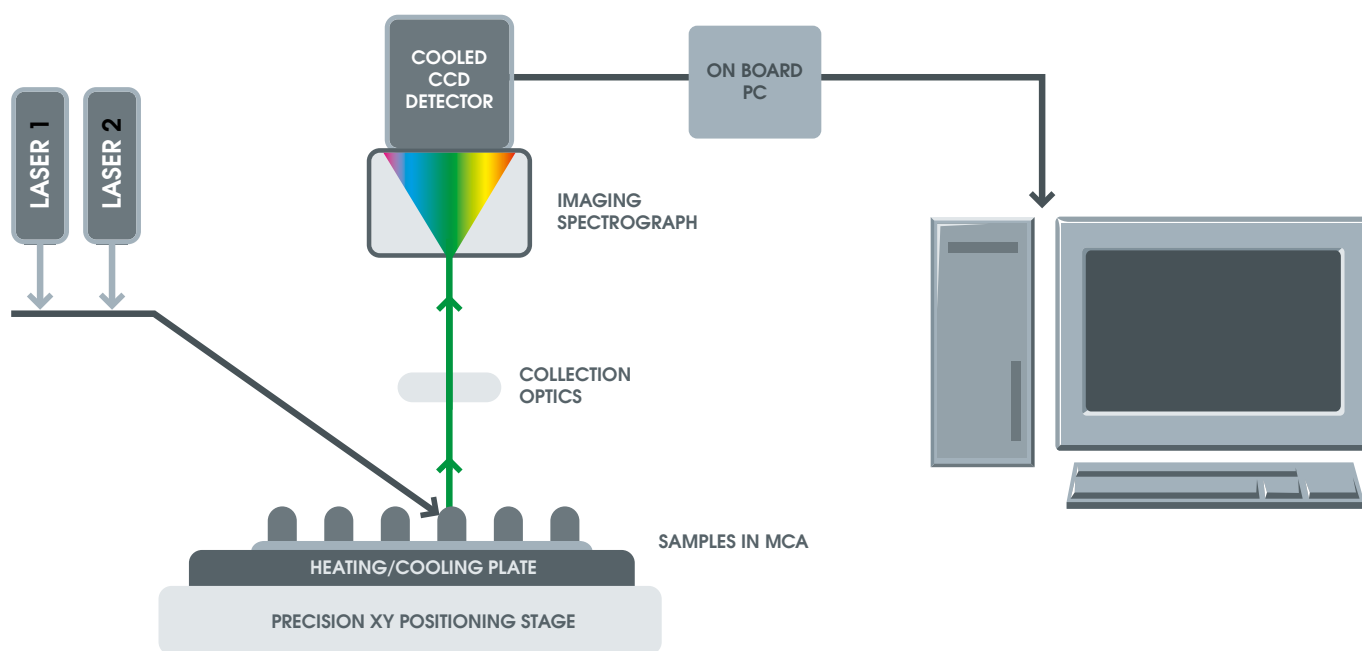 COOLED
CCD
DETECTOR
ON BOARD
PC
LASER 1
LASER 2
IMAGING
SPECTROGRAPH
COLLECTION
OPTICS
SAMPLES IN MCA
HEATING/COOLING PLATE
PRECISION XY POSITIONING STAGE